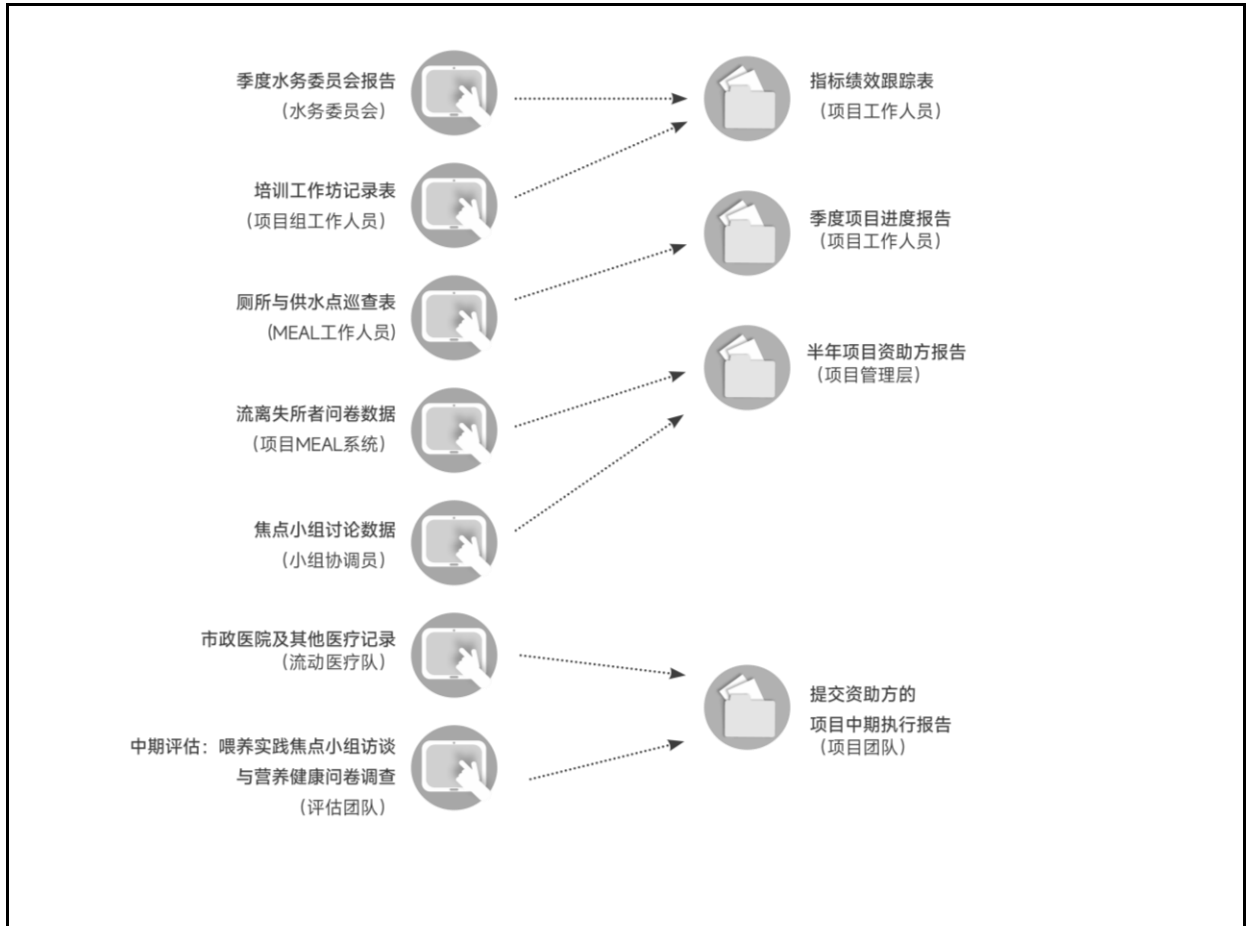 季度水务委员会报告
（水务委员会）
培训工作坊记录表
（项目组工作人员）
厕所与供水点巡查表
(MEAL工作人员)
流离失所者问卷数据
（项目MEAL系统）
焦点小组讨论数据
（小组协调员）
市政医院及其他医疗记录
（流动医疗队）
中期评估：喂养实践焦点小组访谈
与营养健康问卷调查
（评估团队）
指标绩效跟踪表
（项目工作人员）
季度项目进度报告
（项目工作人员）
半年项目资助方报告
（项目管理层）
提交资助方的
项目中期执行报告
（项目团队）